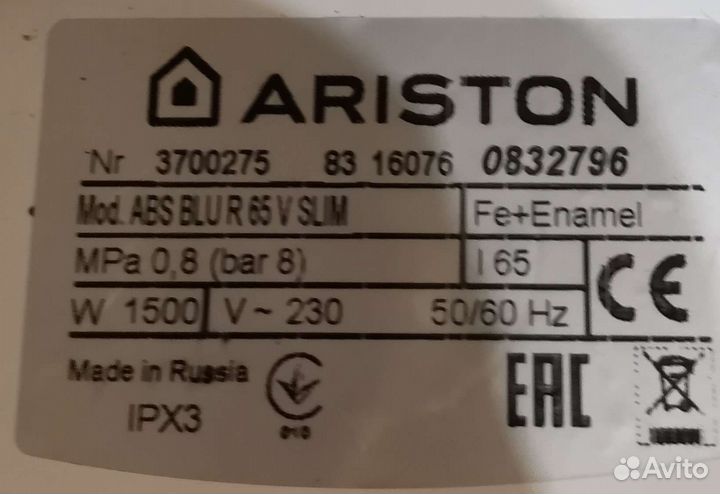 ARISTON
Nr 3700275 83 16076 0832796
Mod. ABS BLU R 65 V SLIM Fe+Enamel
MPa 0,8 (bar 8) l 65 CE
W 1500 V~ 230 50/60 Hz
Made in Russia
IPX3
EAC
Avito